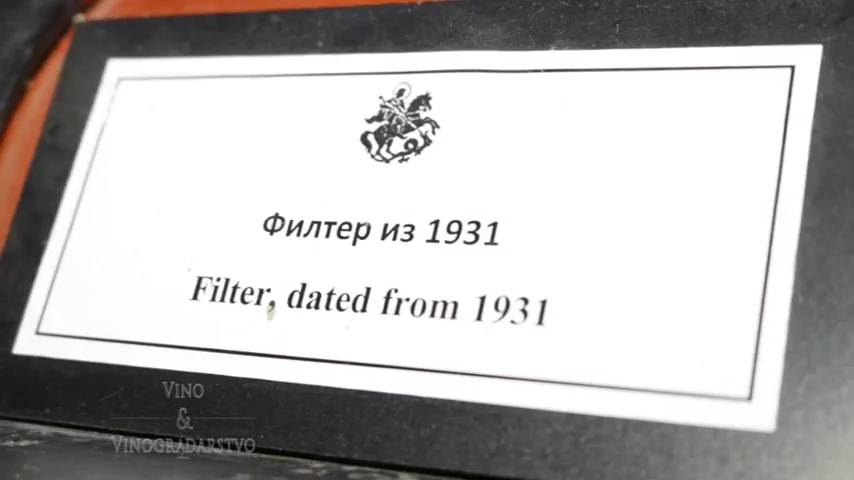 Филтер из 1931
Filter, dated from 1931
VINO
&
VINOGRADARSTVO